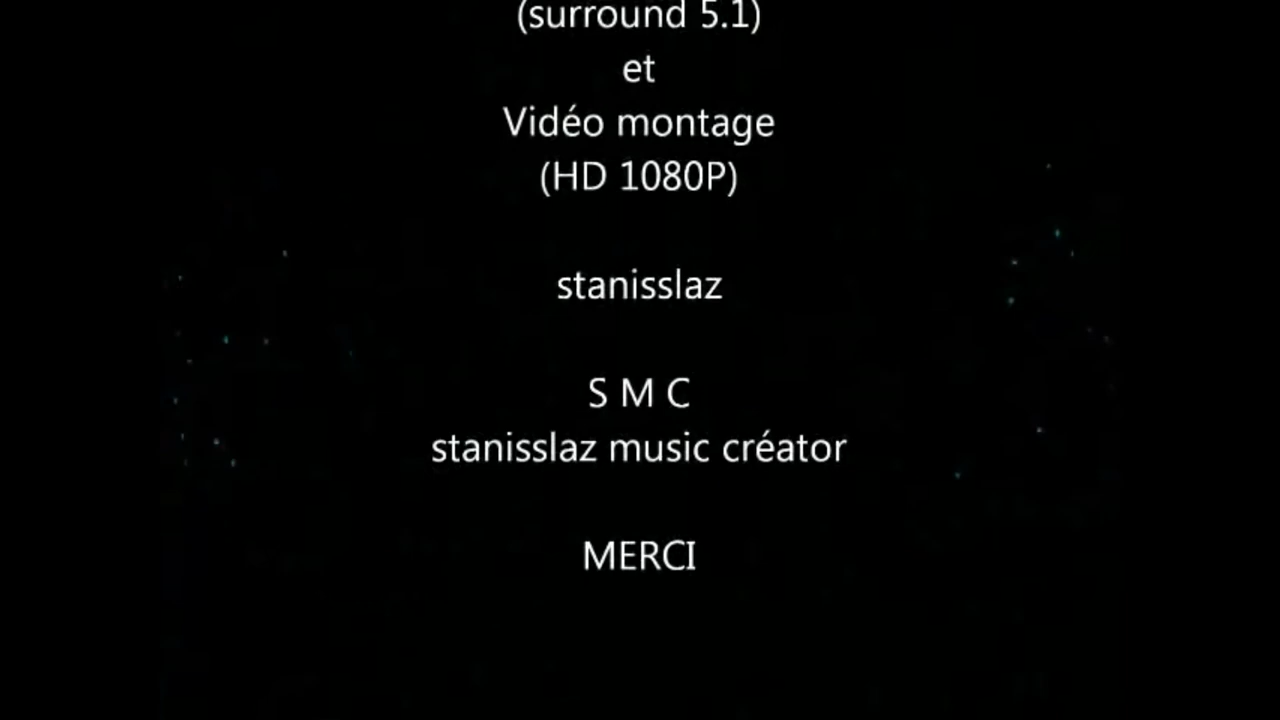 (surround 5.1)
et
Vidéo montage
(HD 1080P)
stanisslaz
S M C
stanisslaz music créator
MERCI